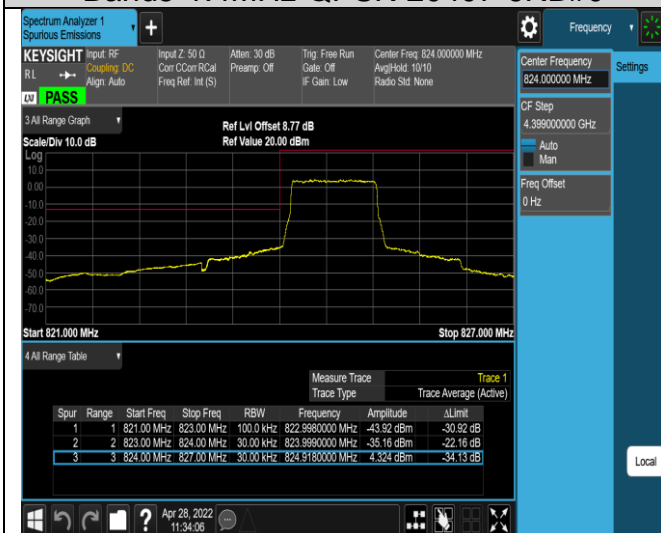 Spectrum Analyzer 1
Spurious Emissions
Frequency
KEYSIGHT
Input: RF
Coupling: DC
Align: Auto
RL
PASS
Input Z: 50 Ω
Corr CCorr RCal
Freq Ref: Int (S)
Atten: 30 dB
Preamp: Off
Trig: Free Run
Gate: Off
IF Gain: Low
Center Freq: 824.000000 MHz
Avg|Hold: 10/10
Radio Std: None
Center Frequency
824.000000 MHz
Settings
CF Step
4.399000000 GHz
Auto
Man
Freq Offset
0 Hz
Local
3 All Range Graph
Scale/Div 10.0 dB
Ref Lvl Offset 8.77 dB
Ref Value 20.00 dBm
Log
10.0
0.00
-10.0
-20.0
-30.0
-40.0
-50.0
-60.0
-70.0
Start 821.000 MHz
Stop 827.000 MHz
4 All Range Table
Measure Trace Trace 1
Trace Type Trace Average (Active)
Spur Range Start Freq Stop Freq RBW Frequency Amplitude ΔLimit
1 1 821.00 MHz 823.00 MHz 100.0 kHz 822.9980000 MHz -43.92 dBm -30.92 dB
2 2 823.00 MHz 824.00 MHz 30.00 kHz 823.9990000 MHz -35.16 dBm -22.16 dB
3 3 824.00 MHz 827.00 MHz 30.00 kHz 824.9180000 MHz 4.324 dBm -34.13 dB
Apr 28, 2022
11:34:06